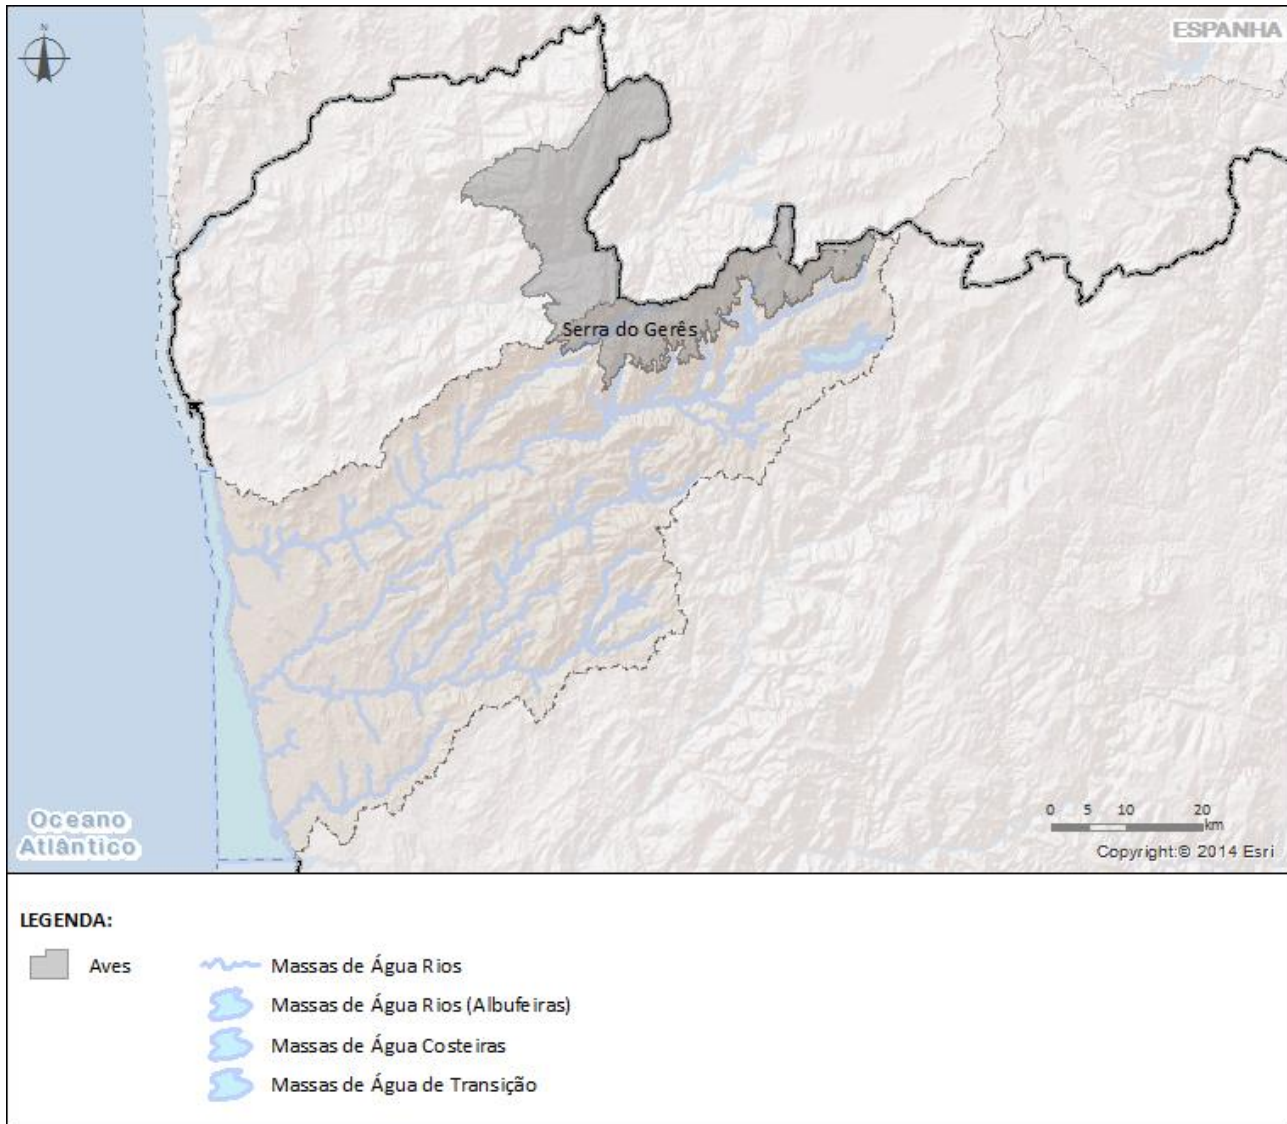 N
ESPANHA
Serra do Gerês
Oceano
Atlântico
0 5 10 20
km
Copyright:© 2014 Esri
LEGENDA:
Aves
Massas de Água Rios
Massas de Água Rios (Albufeiras)
Massas de Água Costeiras
Massas de Água de Transição